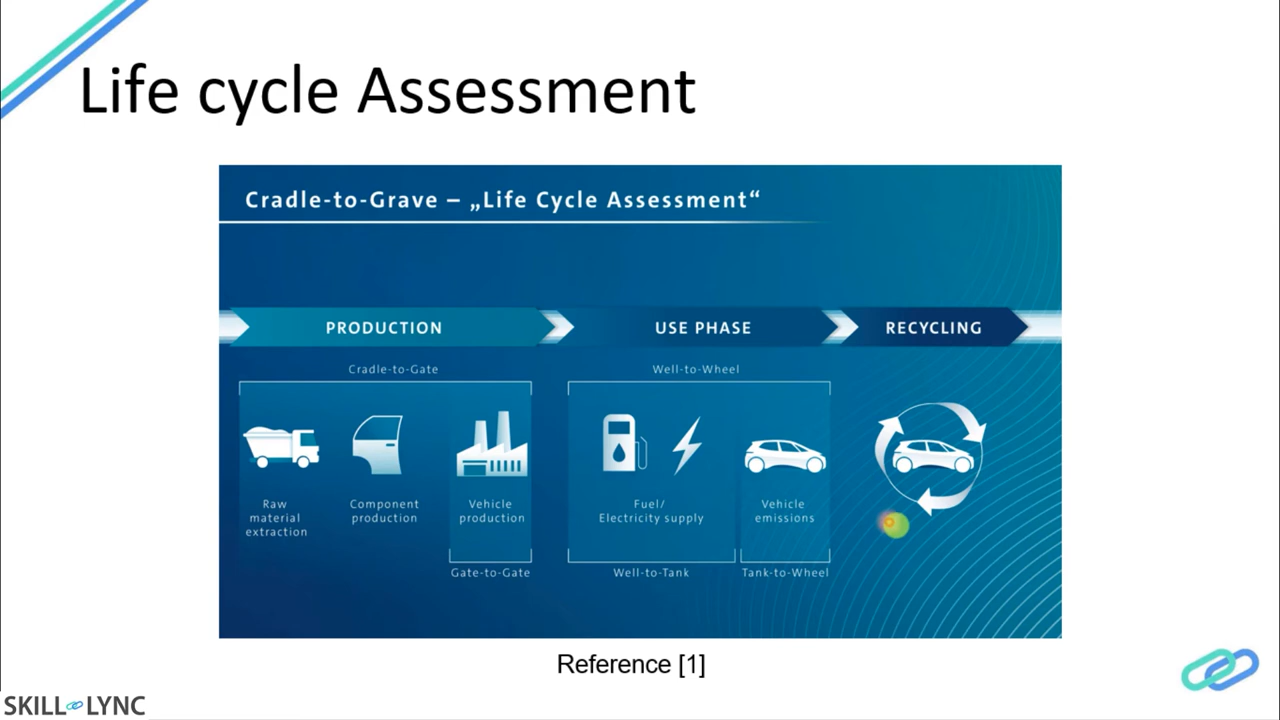 Life cycle Assessment
Cradle-to-Grave – „Life Cycle Assessment“
PRODUCTION
USE PHASE
RECYCLING
Cradle-to-Gate
Well-to-Wheel
Raw
material
extraction
Component
production
Vehicle
production
Fuel/
Electricity supply
Vehicle
emissions
Gate-to-Gate
Well-to-Tank
Tank-to-Wheel
Reference [1]
SKILL LYNC